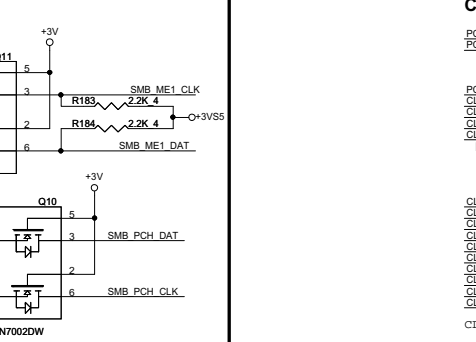 +3V
Q11
5
3
SMB_ME1_CLK
R183
2.2K_4
+3VS5
2
R184
2.2K_4
6
SMB_ME1_DAT
+3V
Q10
5
3
SMB_PCH_DAT
2
6
SMB_PCH_CLK
N7002DW